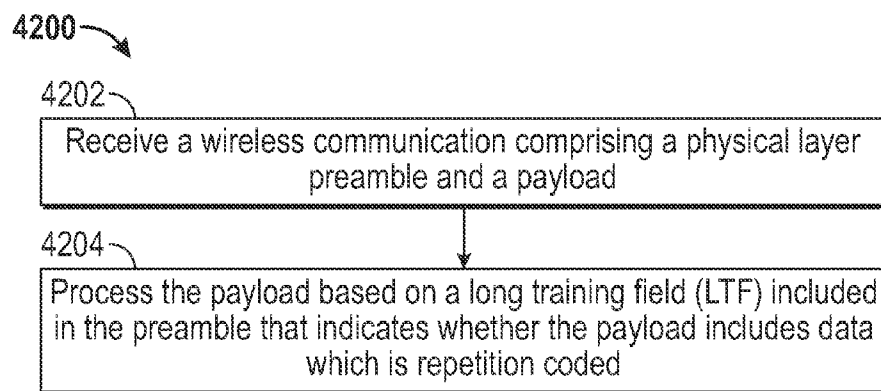 4200
4202
Receive a wireless communication comprising a physical layer
preamble and a payload
4204
Process the payload based on a long training field (LTF) included
in the preamble that indicates whether the payload includes data
which is repetition coded